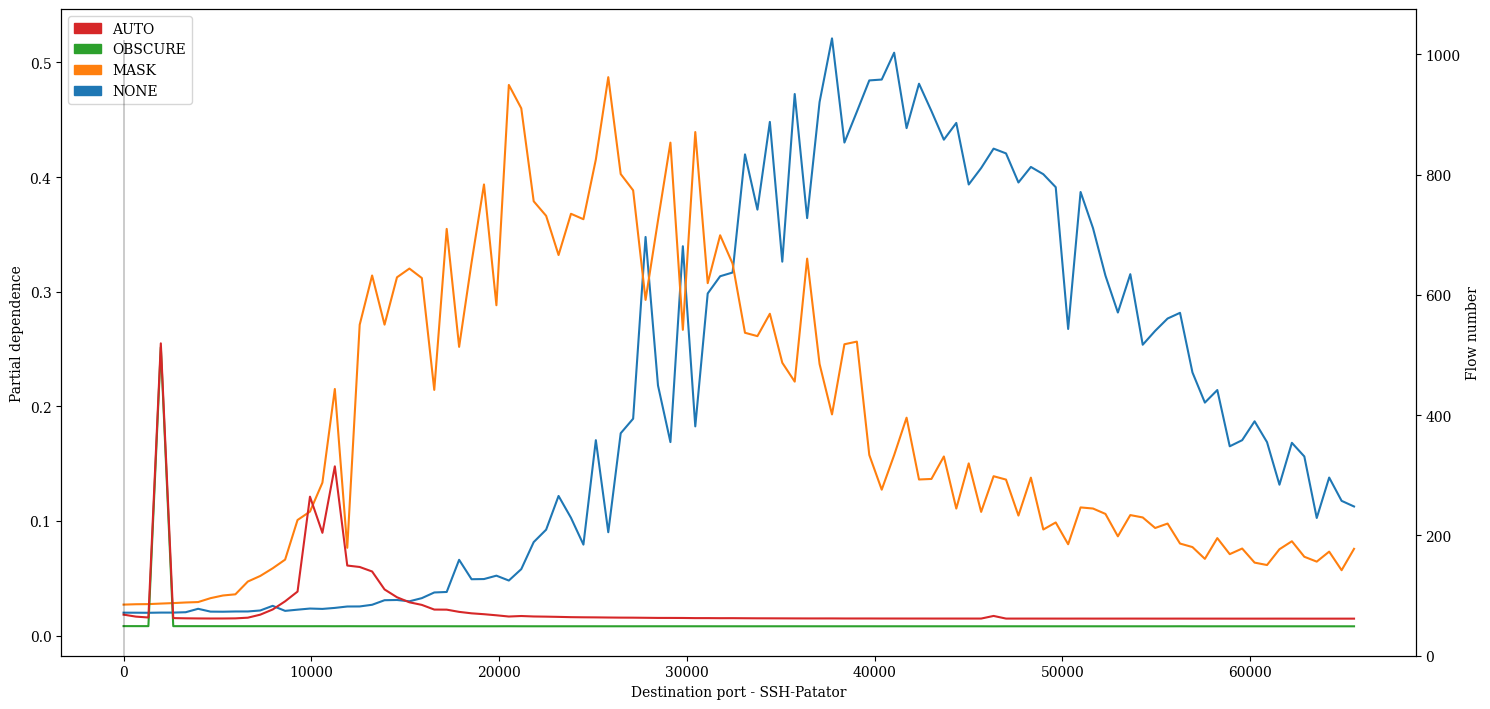 AUTO
OBSCURE
MASK
NONE
Partial dependence
0.5
0.4
0.3
0.2
0.1
0.0
0
10000
20000
30000
40000
50000
60000
Destination port - SSH-Patator
1000
800
600
400
200
0
Flow number